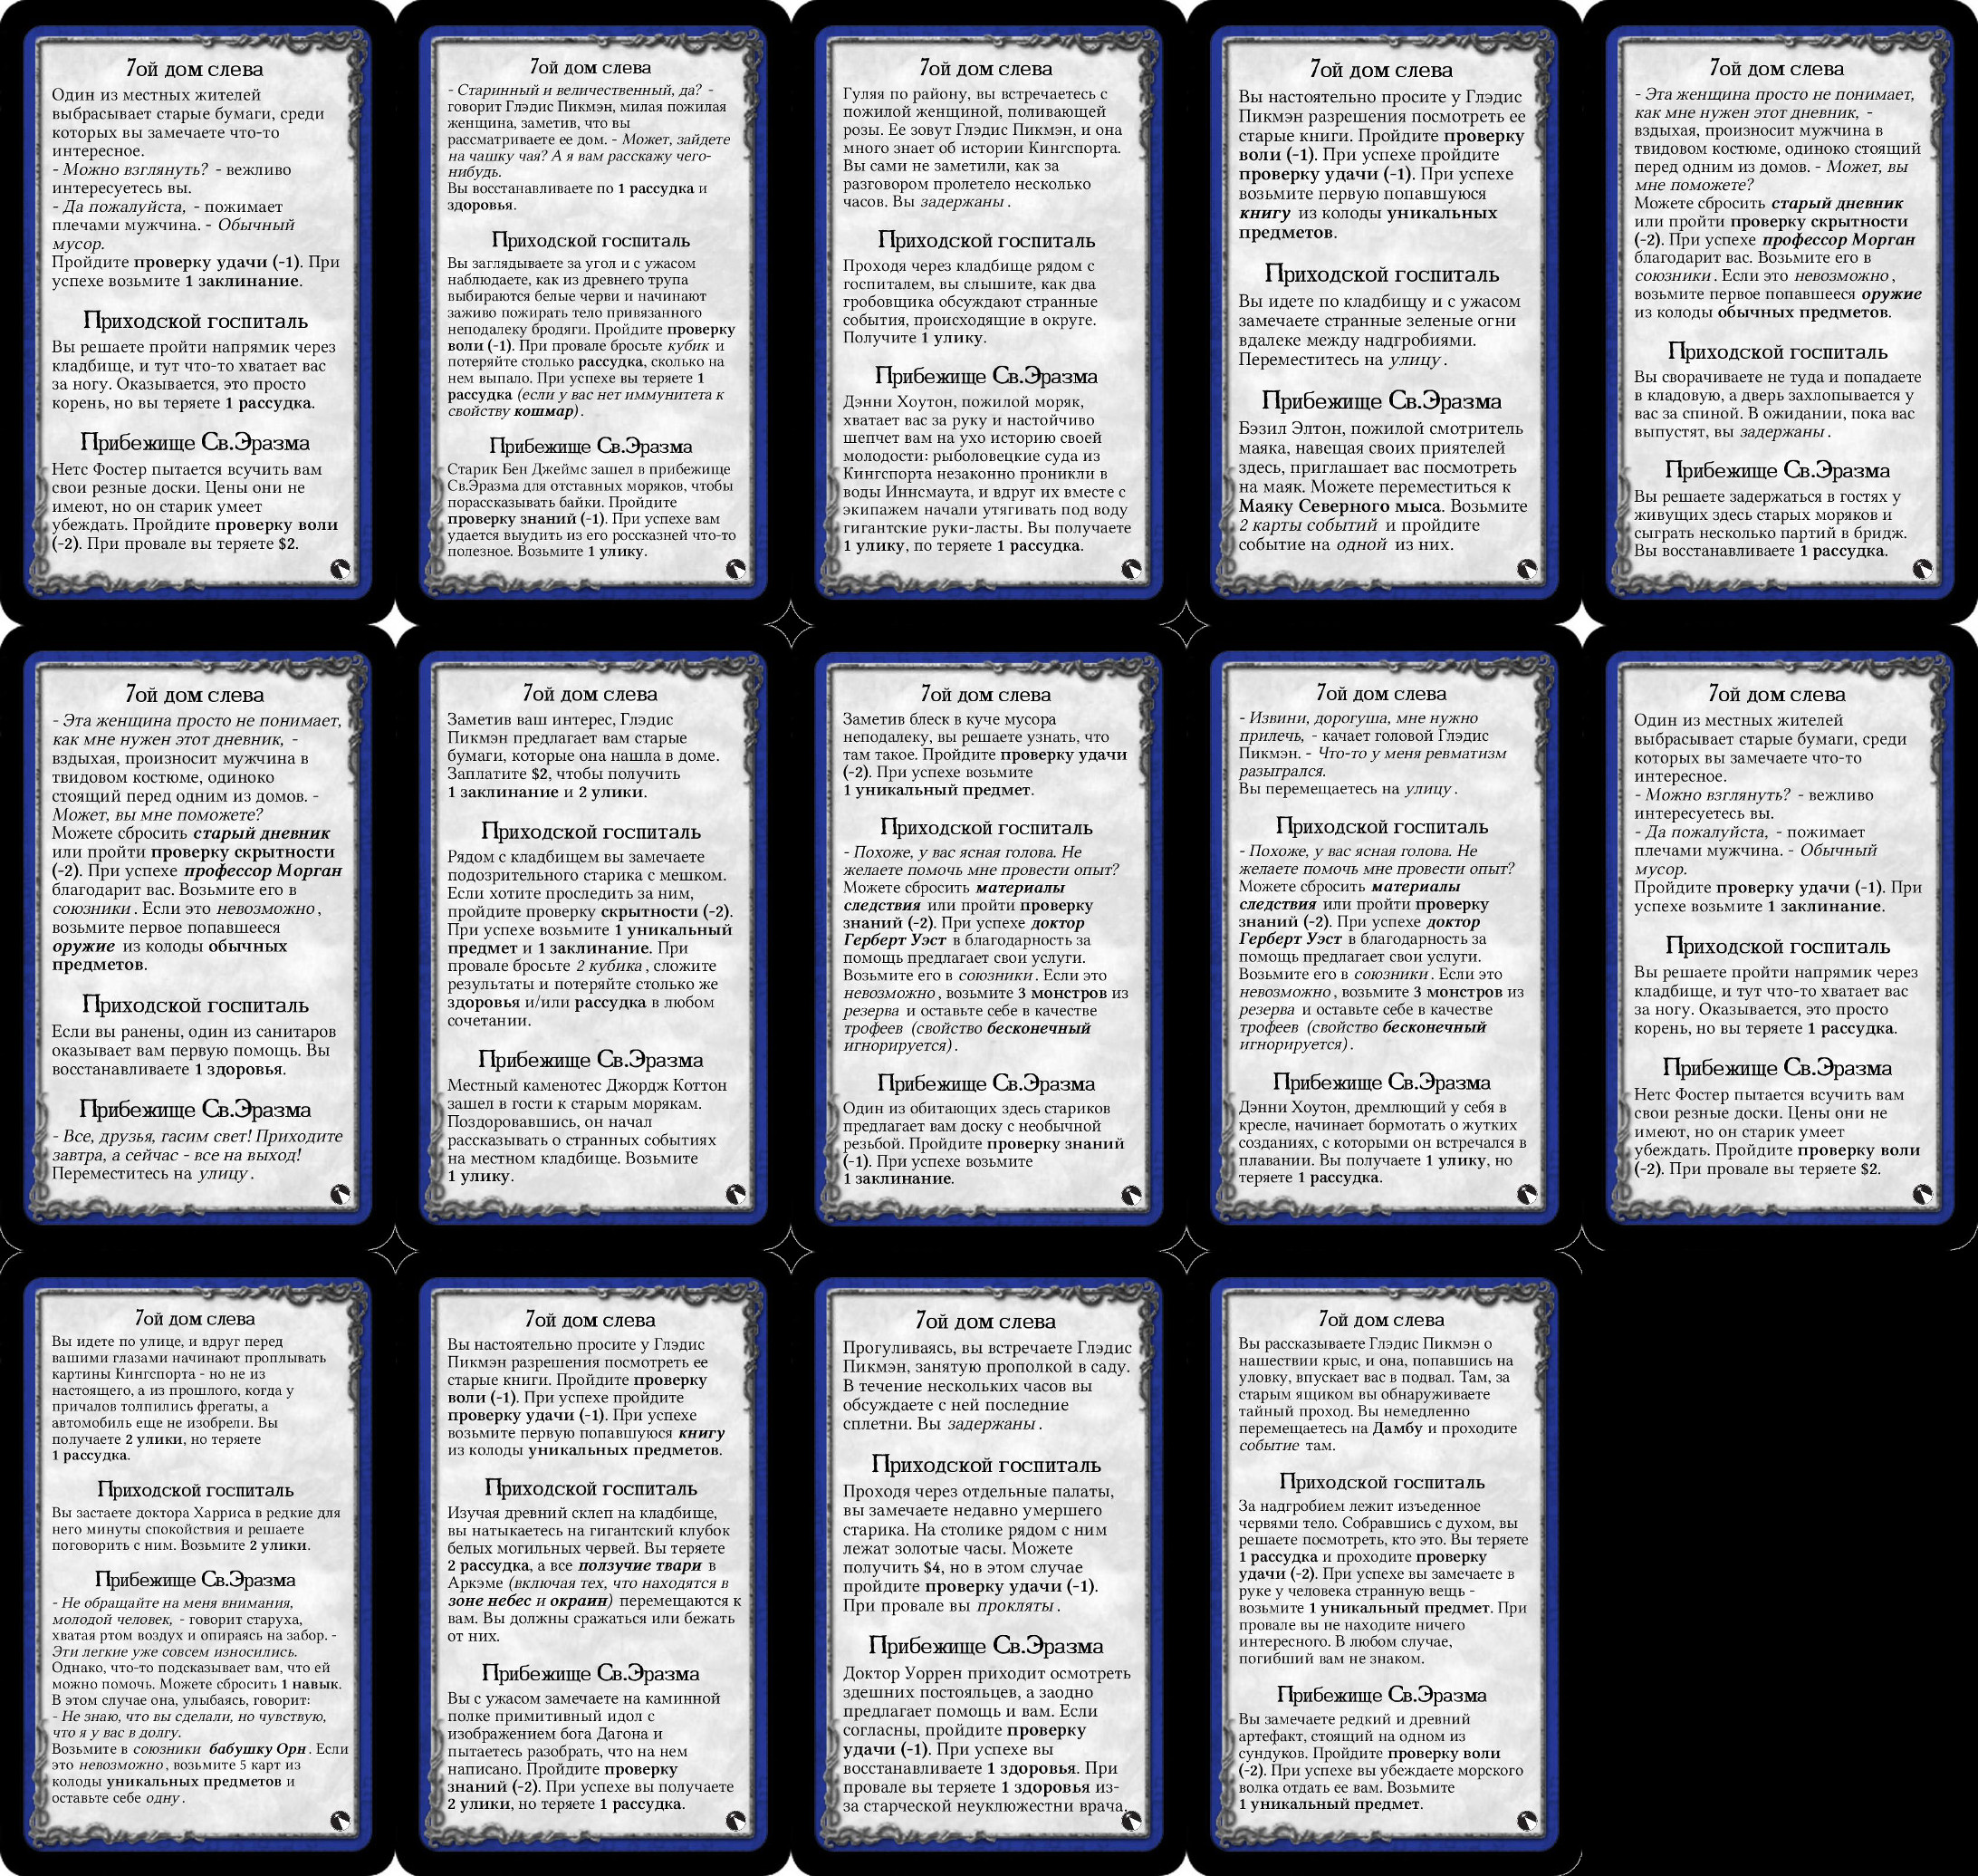 7ой дом слева
Один из местных жителей
выбрасывает старые бумаги, среди
которых вы замечаете что-то
интересное.
- Можно взглянуть? - вежливо
интересуетесь вы.
- Да пожалуйста, - пожимает
плечами мужчина. - Обычный
мусор.
Пройдите проверку удачи (-1). При
успехе возьмите 1 заклинание.
Приходской госпиталь
Вы решаете пройти напрямик через
кладбище, и тут что-то хватает вас
за ногу. Оказывается, это просто
корень, но вы теряете 1 рассудка.
Прибежище Св.Эразма
Нетс Фостер пытается всучить вам
свои резные доски. Цены они не
имеют, но он старик умеет
убеждать. Пройдите проверку воли
(-2). При провале вы теряете $2.
7ой дом слева
- Старинный и величественный, да? -
говорит Глэдис Пикмэн, милая пожилая
женщина, заметив, что вы
рассматриваете ее дом. - Может, зайдете
на чашку чая? А я вам расскажу чего-
нибудь.
Вы восстанавливаете по 1 рассудка и
здоровья.
Приходской госпиталь
Вы заглядываете за угол и с ужасом
наблюдаете, как из древнего трупа
выбираются белые черви и начинают
заживо пожирать тело привязанного
неподалеку бродяги. Пройдите проверку
воли (-1). При провале бросьте кубик и
потеряйте столько рассудка, сколько на
нем выпало. При успехе вы теряете 1
рассудка (если у вас нет иммунитета к
свойству кошмар).
Прибежище Св.Эразма
Старик Бен Джеймс зашел в прибежище
Св.Эразма для отставных моряков, чтобы
порассказывать байки. Пройдите
проверку знаний (-1). При успехе вам
удается выудить из его россказней что-то
полезное. Возьмите 1 улику.
7ой дом слева
Гуляя по району, вы встречаетесь с
пожилой женщиной, поливающей
розы. Ее зовут Глэдис Пикмэн, и она
много знает об истории Кингспорта.
Вы сами не заметили, как за
разговором пролетело несколько
часов. Вы задержаны .
Приходской госпиталь
Проходя через кладбище рядом с
госпиталем, вы слышите, как два
гробовщика обсуждают странные
события, происходящие в округе.
Получите 1 улику.
Прибежище Св.Эразма
Дэнни Хоутон, пожилой моряк,
хватает вас за руку и настойчиво
шепчет вам на ухо историю своей
молодости: рыболовецкие суда из
Кингспорта незаконно проникли в
воды Иннсмаута, и вдруг их вместе с
экипажем начали утягивать под воду
гигантские руки-ласты. Вы получаете
1 улику, по теряете 1 рассудка.
7ой дом слева
Вы настоятельно просите у Глэдис
Пикмэн разрешения посмотреть ее
старые книги. Пройдите проверку
воли (-1). При успехе пройдите
проверку удачи (-1). При успехе
возьмите первую попавшуюся
книгу из колоды уникальных
предметов.
Приходской госпиталь
Вы идете по кладбищу и с ужасом
замечаете странные зеленые огни
вдалеке между надгробиями.
Переместитесь на улицу .
Прибежище Св.Эразма
Бэзил Элтон, пожилой смотритель
маяка, навещая своих приятелей
здесь, приглашает вас посмотреть
на маяк. Можете переместиться к
Маяку Северного мыса. Возьмите
2 карты событий и пройдите
событие на одной из них.
7ой дом слева
- Эта женщина просто не понимает,
как мне нужен этот дневник, -
вздыхая, произносит мужчина в
твидовом костюме, одиноко стоящий
перед одним из домов. - Может, вы
мне поможете?
Можете сбросить старый дневник
или пройти проверку скрытности
(-2). При успехе профессор Морган
благодарит вас. Возьмите его в
союзники . Если это невозможно ,
возьмите первое попавшееся оружие
из колоды обычных предметов.
Приходской госпиталь
Вы сворачиваете не туда и попадаете
в кладовую, а дверь захлопывается у
вас за спиной. В ожидании, пока вас
выпустят, вы задержаны .
Прибежище Св.Эразма
Вы решаете задержаться в гостях у
живущих здесь старых моряков и
сыграть несколько партий в бридж.
Вы восстанавливаете 1 рассудка.
7ой дом слева
- Эта женщина просто не понимает,
как мне нужен этот дневник, -
вздыхая, произносит мужчина в
твидовом костюме, одиноко
стоящий перед одним из домов. -
Может, вы мне поможете?
Можете сбросить старый дневник
или пройти проверку скрытности
(-2). При успехе профессор Морган
благодарит вас. Возьмите его в
союзники . Если это невозможно ,
возьмите первое попавшееся
оружие из колоды обычных
предметов.
Приходской госпиталь
Если вы ранены, один из санитаров
оказывает вам первую помощь. Вы
восстанавливаете 1 здоровья.
Прибежище Св.Эразма
- Все, друзья, гасим свет! Приходите
завтра, а сейчас - все на выход!
Переместитесь на улицу .
7ой дом слева
Заметив ваш интерес, Глэдис
Пикмэн предлагает вам старые
бумаги, которые она нашла в доме.
Заплатите $2, чтобы получить
1 заклинание и 2 улики.
Приходской госпиталь
Рядом с кладбищем вы замечаете
подозрительного старика с мешком.
Если хотите проследить за ним,
пройдите проверку скрытности (-2).
При успехе возьмите 1 уникальный
предмет и 1 заклинание. При
провале бросьте 2 кубика , сложите
результаты и потеряйте столько же
здоровья и/или рассудка в любом
сочетании.
Прибежище Св.Эразма
Местный каменотес Джордж Коттон
зашел в гости к старым морякам.
Поздоровавшись, он начал
рассказывать о странных событиях
на местном кладбище. Возьмите
1 улику.
7ой дом слева
Заметив блеск в куче мусора
неподалеку, вы решаете узнать, что
там такое. Пройдите проверку удачи
(-2). При успехе возьмите
1 уникальный предмет.
Приходской госпиталь
- Похоже, у вас ясная голова. Не
желаете помочь мне провести опыт?
Можете сбросить материалы
следствия или пройти проверку
знаний (-2). При успехе доктор
Герберт Уэст в благодарность за
помощь предлагает свои услуги.
Возьмите его в союзники . Если это
невозможно , возьмите 3 монстров из
резерва и оставьте себе в качестве
трофеев (свойство бесконечный
игнорируется) .
Прибежище Св.Эразма
Один из обитающих здесь стариков
предлагает вам доску с необычной
резьбой. Пройдите проверку знаний
(-1). При успехе возьмите
1 заклинание.
7ой дом слева
- Извини, дорогуша, мне нужно
прилечь, - качает головой Глэдис
Пикмэн. - Что-то у меня ревматизм
разыгрался.
Вы перемещаетесь на улицу .
Приходской госпиталь
- Похоже, у вас ясная голова. Не
желаете помочь мне провести опыт?
Можете сбросить материалы
следствия или пройти проверку
знаний (-2). При успехе доктор
Герберт Уэст в благодарность за
помощь предлагает свои услуги.
Возьмите его в союзники . Если это
невозможно , возьмите 3 монстров из
резерва и оставьте себе в качестве
трофеев (свойство бесконечный
игнорируется) .
Прибежище Св.Эразма
Дэнни Хоутон, дремлющий у себя в
кресле, начинает бормотать о жутких
созданиях, с которыми он встречался в
плавании. Вы получаете 1 улику, но
теряете 1 рассудка.
7ой дом слева
Один из местных жителей
выбрасывает старые бумаги, среди
которых вы замечаете что-то
интересное.
- Можно взглянуть? - вежливо
интересуетесь вы.
- Да пожалуйста, - пожимает
плечами мужчина. - Обычный
мусор.
Пройдите проверку удачи (-1). При
успехе возьмите 1 заклинание.
Приходской госпиталь
Вы решаете пройти напрямик через
кладбище, и тут что-то хватает вас
за ногу. Оказывается, это просто
корень, но вы теряете 1 рассудка.
Прибежище Св.Эразма
Нетс Фостер пытается всучить вам
свои резные доски. Цены они не
имеют, но он старик умеет
убеждать. Пройдите проверку воли
(-2). При провале вы теряете $2.
7ой дом слева
Вы идете по улице, и вдруг перед
вашими глазами начинают проплывать
картины Кингспорта - но не из
настоящего, а из прошлого, когда у
причалов толпились фрегаты, а
автомобиль еще не изобрели. Вы
получаете 2 улики, но теряете
1 рассудка.
Приходской госпиталь
Вы застаете доктора Харриса в редкие для
него минуты спокойствия и решаете
поговорить с ним. Возьмите 2 улики.
Прибежище Св.Эразма
- Не обращайте на меня внимания,
молодой человек, - говорит старуха,
хватая ртом воздух и опираясь на забор. -
Эти легкие уже совсем износились.
Однако, что-то подсказывает вам, что ей
можно помочь. Можете сбросить 1 навык.
В этом случае она, улыбаясь, говорит:
- Не знаю, что вы сделали, но чувствую,
что я у вас в долгу.
Возьмите в союзники бабушку Орн . Если
это невозможно , возьмите 5 карт из
колоды уникальных предметов и
оставьте себе одну .
7ой дом слева
Вы настоятельно просите у Глэдис
Пикмэн разрешения посмотреть ее
старые книги. Пройдите проверку
воли (-1). При успехе пройдите
проверку удачи (-1). При успехе
возьмите первую попавшуюся книгу
из колоды уникальных предметов.
Приходской госпиталь
Изучая древний склеп на кладбище,
вы натыкаетесь на гигантский клубок
белых могильных червей. Вы теряете
2 рассудка, а все ползучие твари в
Аркэме (включая тех, что находятся в
зоне небес и окраин) перемещаются к
вам. Вы должны сражаться или бежать
от них.
Прибежище Св.Эразма
Вы с ужасом замечаете на каминной
полке примитивный идол с
изображением бога Дагона и
пытаетесь разобрать, что на нем
написано. Пройдите проверку
знаний (-2). При успехе вы получаете
2 улики, но теряете 1 рассудка.
7ой дом слева
Прогуливаясь, вы встречаете Глэдис
Пикмэн, занятую прополкой в саду.
В течение нескольких часов вы
обсуждаете с ней последние
сплетни. Вы задержаны .
Приходской госпиталь
Проходя через отдельные палаты,
вы замечаете недавно умершего
старика. На столике рядом с ним
лежат золотые часы. Можете
получить $4, но в этом случае
пройдите проверку удачи (-1).
При провале вы прокляты .
Прибежище Св.Эразма
Доктор Уоррен приходит осмотреть
здешних постояльцев, а заодно
предлагает помощь и вам. Если
согласны, пройдите проверку
удачи (-1). При успехе вы
восстанавливаете 1 здоровья. При
провале вы теряете 1 здоровья из-
за старческой неуклюжестни врача.
7ой дом слева
Вы рассказываете Глэдис Пикмэн о
нашествии крыс, и она, попавшись на
уловку, впускает вас в подвал. Там, за
старым ящиком вы обнаруживаете
тайный проход. Вы немедленно
перемещаетесь на Дамбу и проходите
событие там.
Приходской госпиталь
За надгробием лежит изъеденное
червями тело. Собравшись с духом, вы
решаете посмотреть, кто это. Вы теряете
1 рассудка и проходите проверку
удачи (-2). При успехе вы замечаете в
руке у человека странную вещь -
возьмите 1 уникальный предмет. При
провале вы не находите ничего
интересного. В любом случае,
погибший вам не знаком.
Прибежище Св.Эразма
Вы замечаете редкий и древний
артефакт, стоящий на одном из
сундуков. Пройдите проверку воли
(-2). При успехе вы убеждаете морского
волка отдать ее вам. Возьмите
1 уникальный предмет.